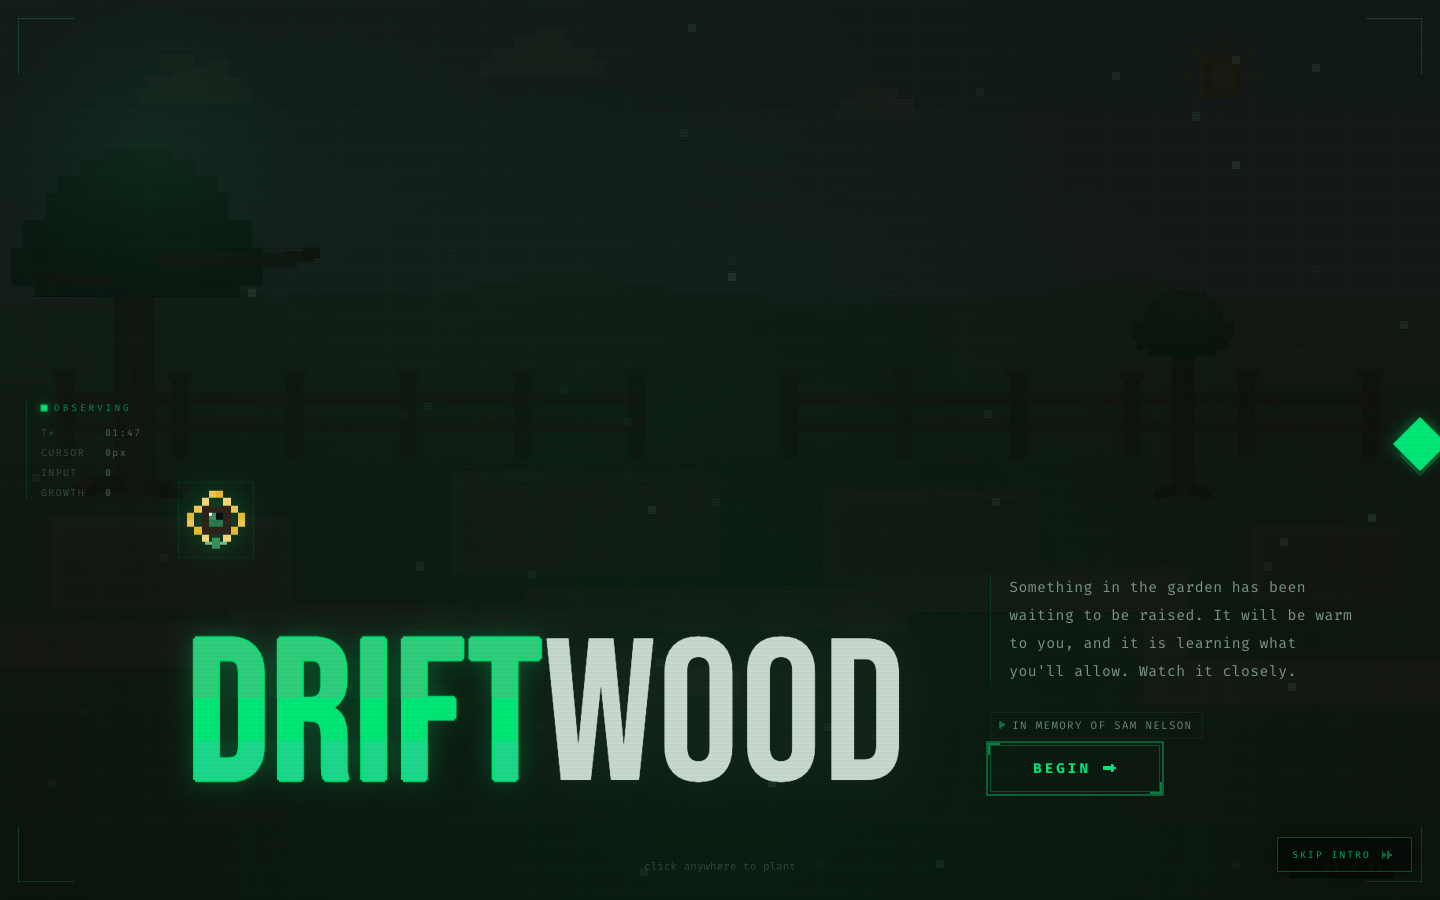 OBSERVING
T+ 01:47
CURSOR 0px
INPUT 0
GROWTH 0
DRIFTWOOD
Something in the garden has been
waiting to be raised. It will be warm
to you, and it is learning what
you'll allow. Watch it closely.
IN MEMORY OF SAM NELSON
BEGIN
click anywhere to plant
SKIP INTRO